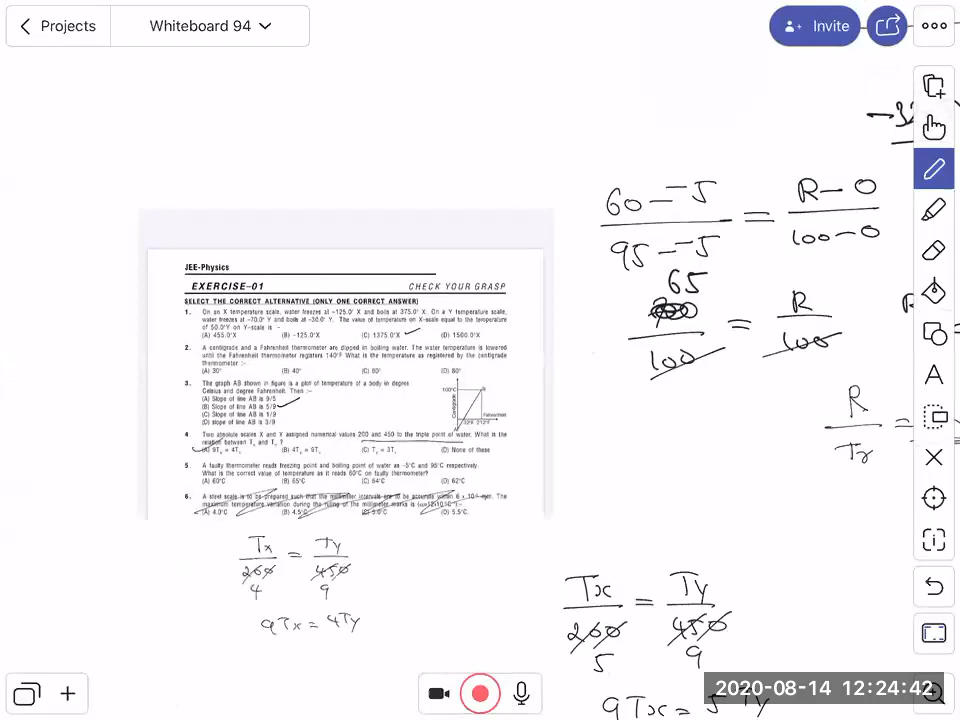 Projects
Whiteboard 94
Invite
JEE-Physics
EXERCISE–01
CHECK YOUR GRASP
SELECT THE CORRECT ALTERNATIVE (ONLY ONE CORRECT ANSWER)
1. On an X temperature scale, water freezes at –125.0° X and boils at 375.0° X. On a Y temperature scale,
water freezes at –70.0° Y and boils at –30.0° Y. The value of temperature on X-scale equal to the temperature
of 50.0°Y on Y-scale is –
(A) 455.0°X (B) –125.0°X (C) 1375.0°X (D) 1500.0°X
2. A centigrade and a Fahrenheit thermometer are dipped in boiling water. The water temperature is lowered
until the Fahrenheit thermometer registers 140°F What is the temperature as registered by the centigrade
thermometer :-
(A) 30° (B) 40° (C) 60° (D) 80°
3. The graph AB shown in figure is a plot of temperature of a body in degree
Celsius and degree Fahrenheit. Then :-
(A) Slope of line AB is 9/5
(B) Slope of line AB is 5/9
(C) Slope of line AB is 1/9
(D) slope of line AB is 3/9
100°C
Centigrade
Fahrenheit
32°F 212°F
A
B
4. Two absolute scales X and Y assigned numerical values 200 and 450 to the triple point of water. What is the
relation between Tx and Ty ?
(A) 9Tx = 4Ty (B) 4Tx = 9Ty (C) Tx = 3Ty (D) None of these
5. A faulty thermometer reads freezing point and boiling point of water as –5°C and 95°C respectively.
What is the correct value of temperature as it reads 60°C on faulty thermometer?
(A) 60°C (B) 65°C (C) 64°C (D) 62°C
6. A steel scale is to be prepared such that the millimeter intervals are to be accurate within 6 x 10 mm. The
maximum temperature variation during the ruling of the millimeter marks is
(A) 4.0°C (B) 4.5°C (C) 5.0°C (D) 5.5°C
Tx = Ty
200 450
4 9
9Tx = 4Ty
60 – –5 = R – 0
95 – –5 100 – 0
65
= R
100 100
R =
Tx = Ty
200 450
5 9
9Tx = 5 Ty
2020-08-14 12:24:42